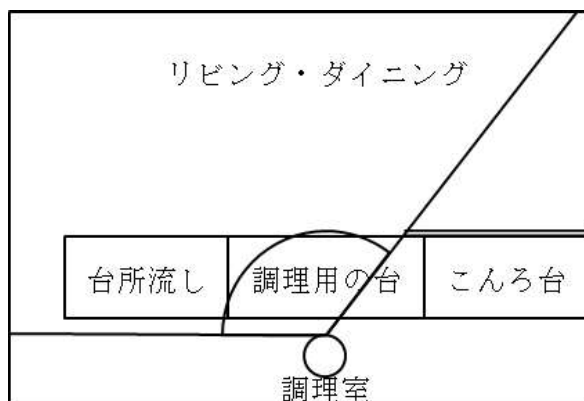 リビング・ダイニング
台所流し
調理用の台
こんろ台
調理室